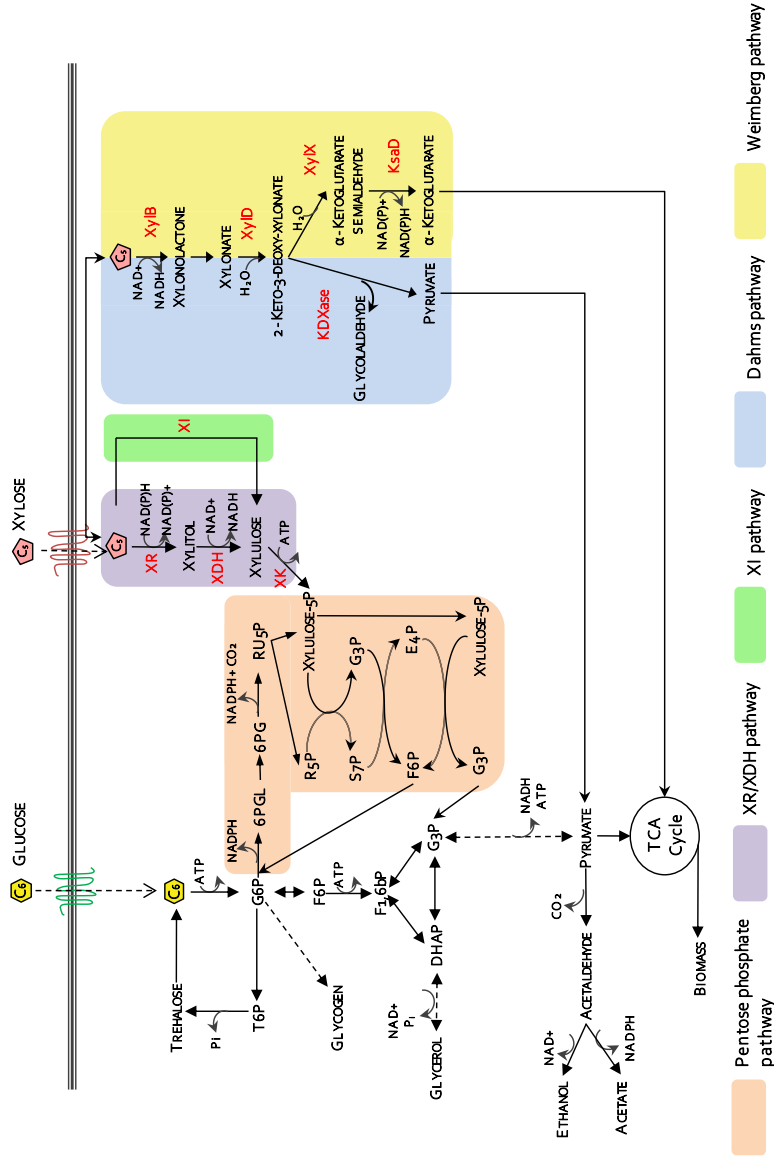 GLUCOSE
XYLOSE
C6
C5
C6
C5
C5
TREHALOSE
Pi
T6P
ATP
G6P
GLYCOGEN
F6P
ATP
F1,6bP
DHAP
G3P
GLYCEROL
NAD+
Pi
NADPH
6PGL
6PG
NADPH + CO2
RU5P
R5P
XYLULOSE-5P
S7P
G3P
F6P
E4P
G3P
XYLULOSE-5P
XR
NAD(P)H
NAD(P)+
XYLITOL
XDH
NAD+
NADH
XYLULOSE
XK
ATP
XI
NAD+
NADH
XylB
XYLONOLACTONE
XYLONATE
H2O
XylD
2 - KETO-3-DEOXY-XYLONATE
KDXase
H2O
XylX
GLYCOLALDEHYDE
PYRUVATE
α- KETOGLUTARATE
SEMIALDEHYDE
NAD(P)+
NAD(P)H
KsaD
α- KETOGLUTARATE
NADH
ATP
PYRUVATE
CO2
ACETALDEHYDE
NAD+
NADPH
ETHANOL
ACETATE
TCA
Cycle
BIOMASS
Pentose phosphate
pathway
XR/XDH pathway
XI pathway
Dahms pathway
Weimberg pathway